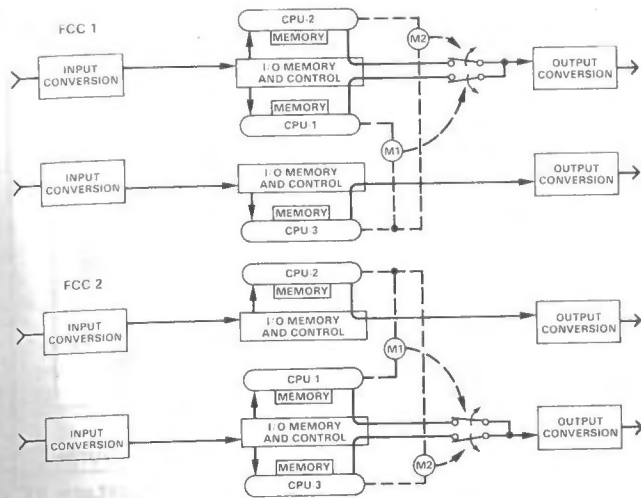 FCC 1
INPUT
CONVERSION
CPU-2
MEMORY
I/O MEMORY
AND CONTROL
MEMORY
CPU 1
M2
M1
OUTPUT
CONVERSION
INPUT
CONVERSION
I/O MEMORY
AND CONTROL
MEMORY
CPU 3
OUTPUT
CONVERSION
FCC 2
INPUT
CONVERSION
CPU-2
MEMORY
I/O MEMORY
AND CONTROL
M1
OUTPUT
CONVERSION
INPUT
CONVERSION
CPU 1
MEMORY
I/O MEMORY
AND CONTROL
MEMORY
CPU 3
M2
OUTPUT
CONVERSION